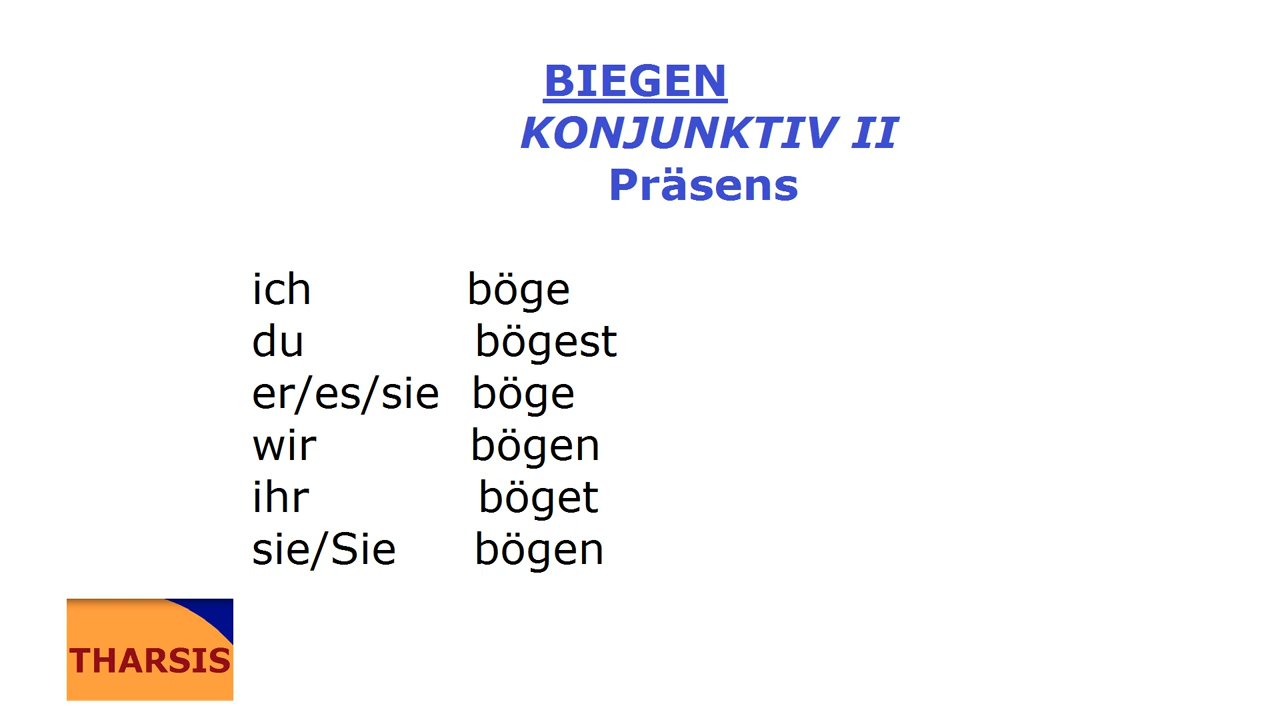 BIEGEN
KONJUNKTIV II
Präsens
ich böge
du bögest
er/es/sie böge
wir bögen
ihr böget
sie/Sie bögen
THARSIS